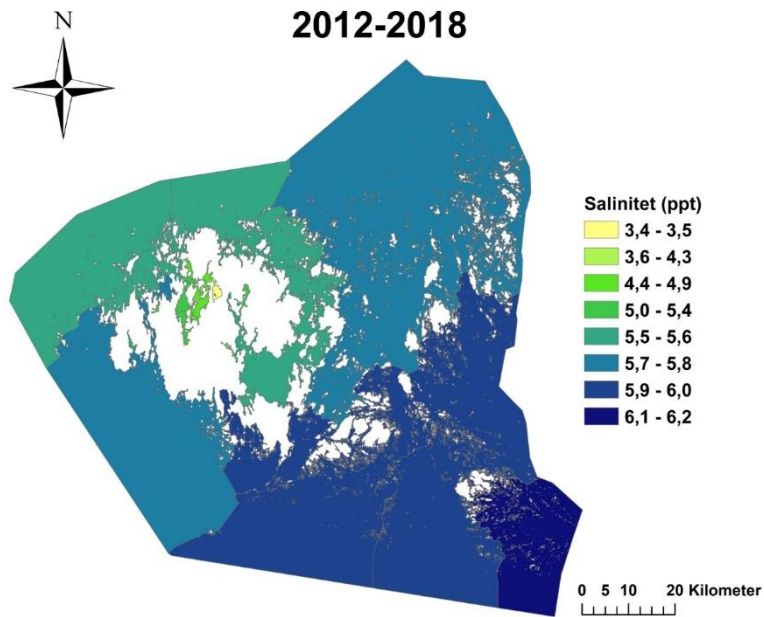 2012-2018
N
Salinitet (ppt)
3,4 - 3,5
3,6 - 4,3
4,4 - 4,9
5,0 - 5,4
5,5 - 5,6
5,7 - 5,8
5,9 - 6,0
6,1 - 6,2
0 5 10 20 Kilometer